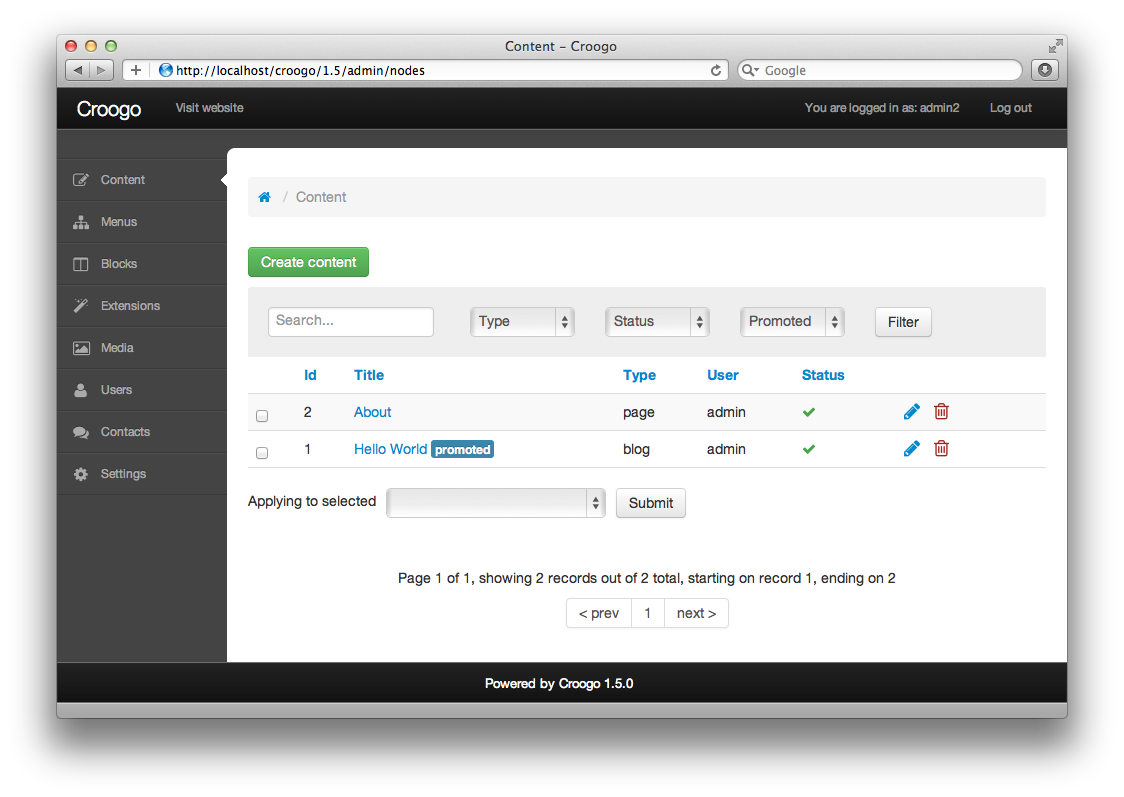 Content – Croogo
http://localhost/croogo/1.5/admin/nodes
Google
Croogo Visit website You are logged in as: admin2 Log out
Content
Menus
Blocks
Extensions
Media
Users
Contacts
Settings
/ Content
Create content
Search... Type Status Promoted Filter
Id Title Type User Status
2 About page admin
1 Hello World promoted blog admin
Applying to selected Submit
Page 1 of 1, showing 2 records out of 2 total, starting on record 1, ending on 2
< prev 1 next >
Powered by Croogo 1.5.0